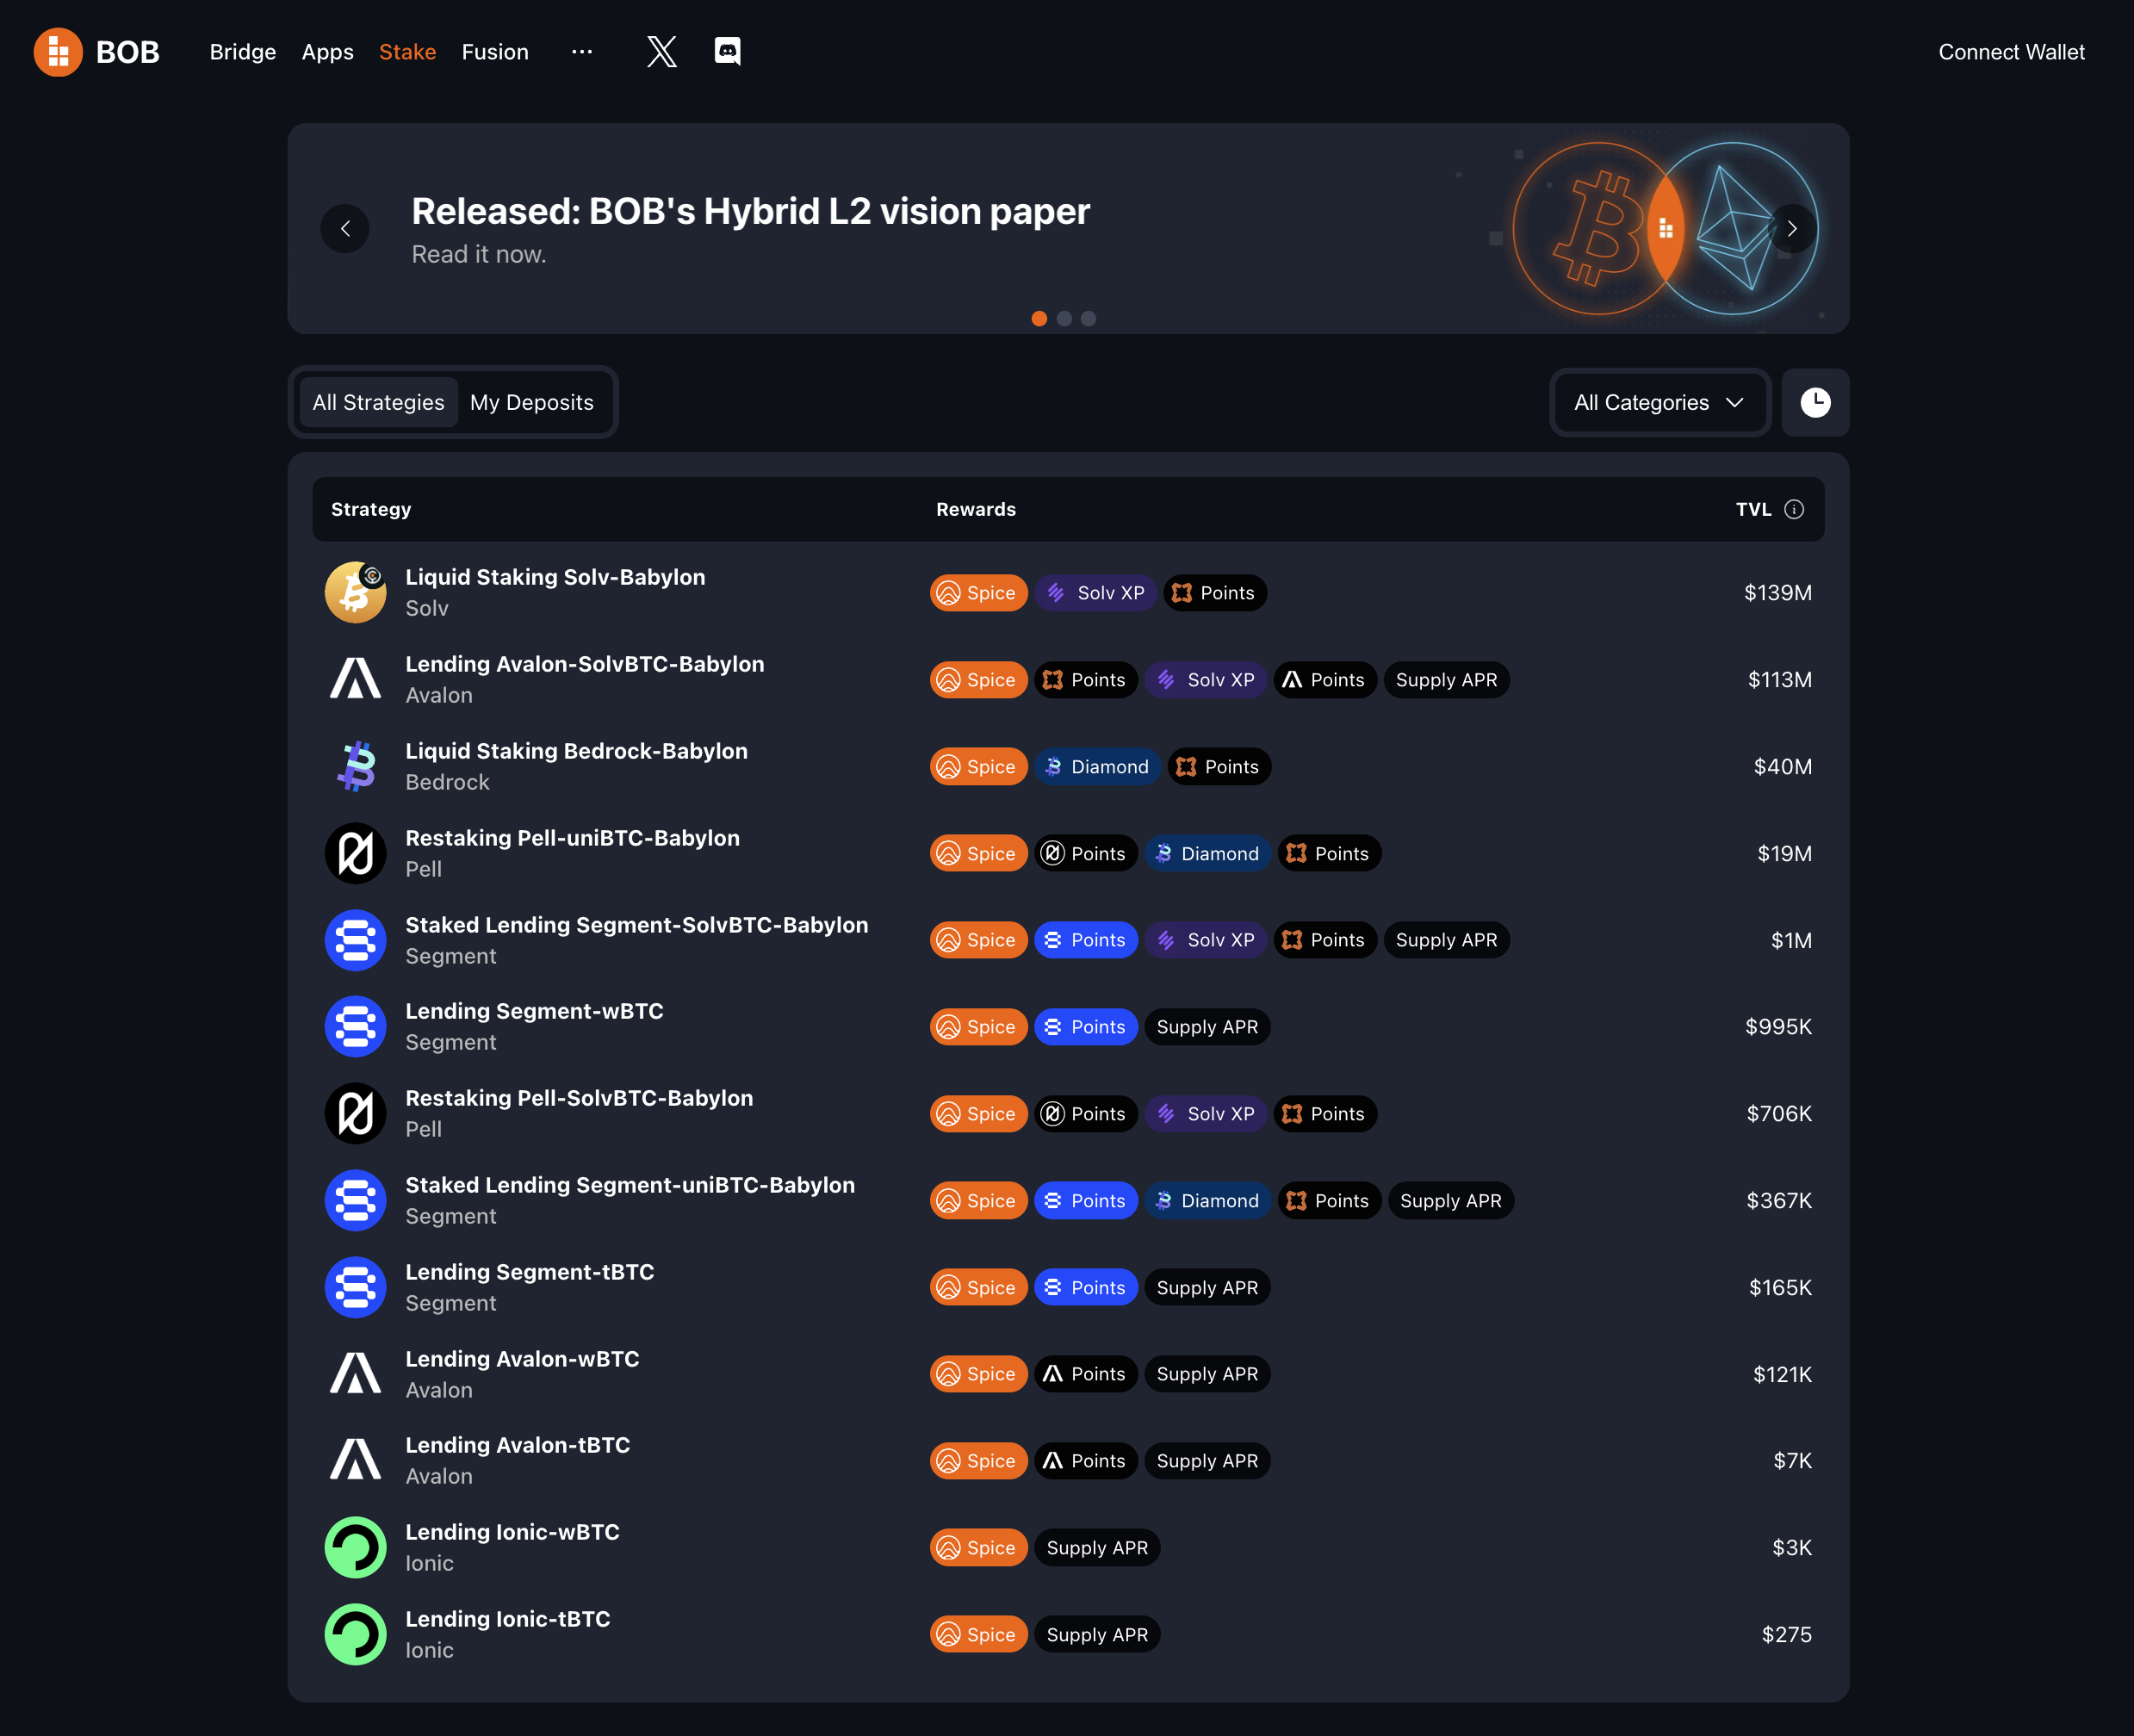 BOB Bridge Apps Stake Fusion ··· Connect Wallet
Released: BOB's Hybrid L2 vision paper
Read it now.
All Strategies My Deposits All Categories
Strategy Rewards TVL
Liquid Staking Solv-Babylon
Solv
Spice Solv XP Points $139M
Lending Avalon-SolvBTC-Babylon
Avalon
Spice Points Solv XP Points Supply APR $113M
Liquid Staking Bedrock-Babylon
Bedrock
Spice Diamond Points $40M
Restaking Pell-uniBTC-Babylon
Pell
Spice Points Diamond Points $19M
Staked Lending Segment-SolvBTC-Babylon
Segment
Spice Points Solv XP Points Supply APR $1M
Lending Segment-wBTC
Segment
Spice Points Supply APR $995K
Restaking Pell-SolvBTC-Babylon
Pell
Spice Points Solv XP Points $706K
Staked Lending Segment-uniBTC-Babylon
Segment
Spice Points Diamond Points Supply APR $367K
Lending Segment-tBTC
Segment
Spice Points Supply APR $165K
Lending Avalon-wBTC
Avalon
Spice Points Supply APR $121K
Lending Avalon-tBTC
Avalon
Spice Points Supply APR $7K
Lending Ionic-wBTC
Ionic
Spice Supply APR $3K
Lending Ionic-tBTC
Ionic
Spice Supply APR $275